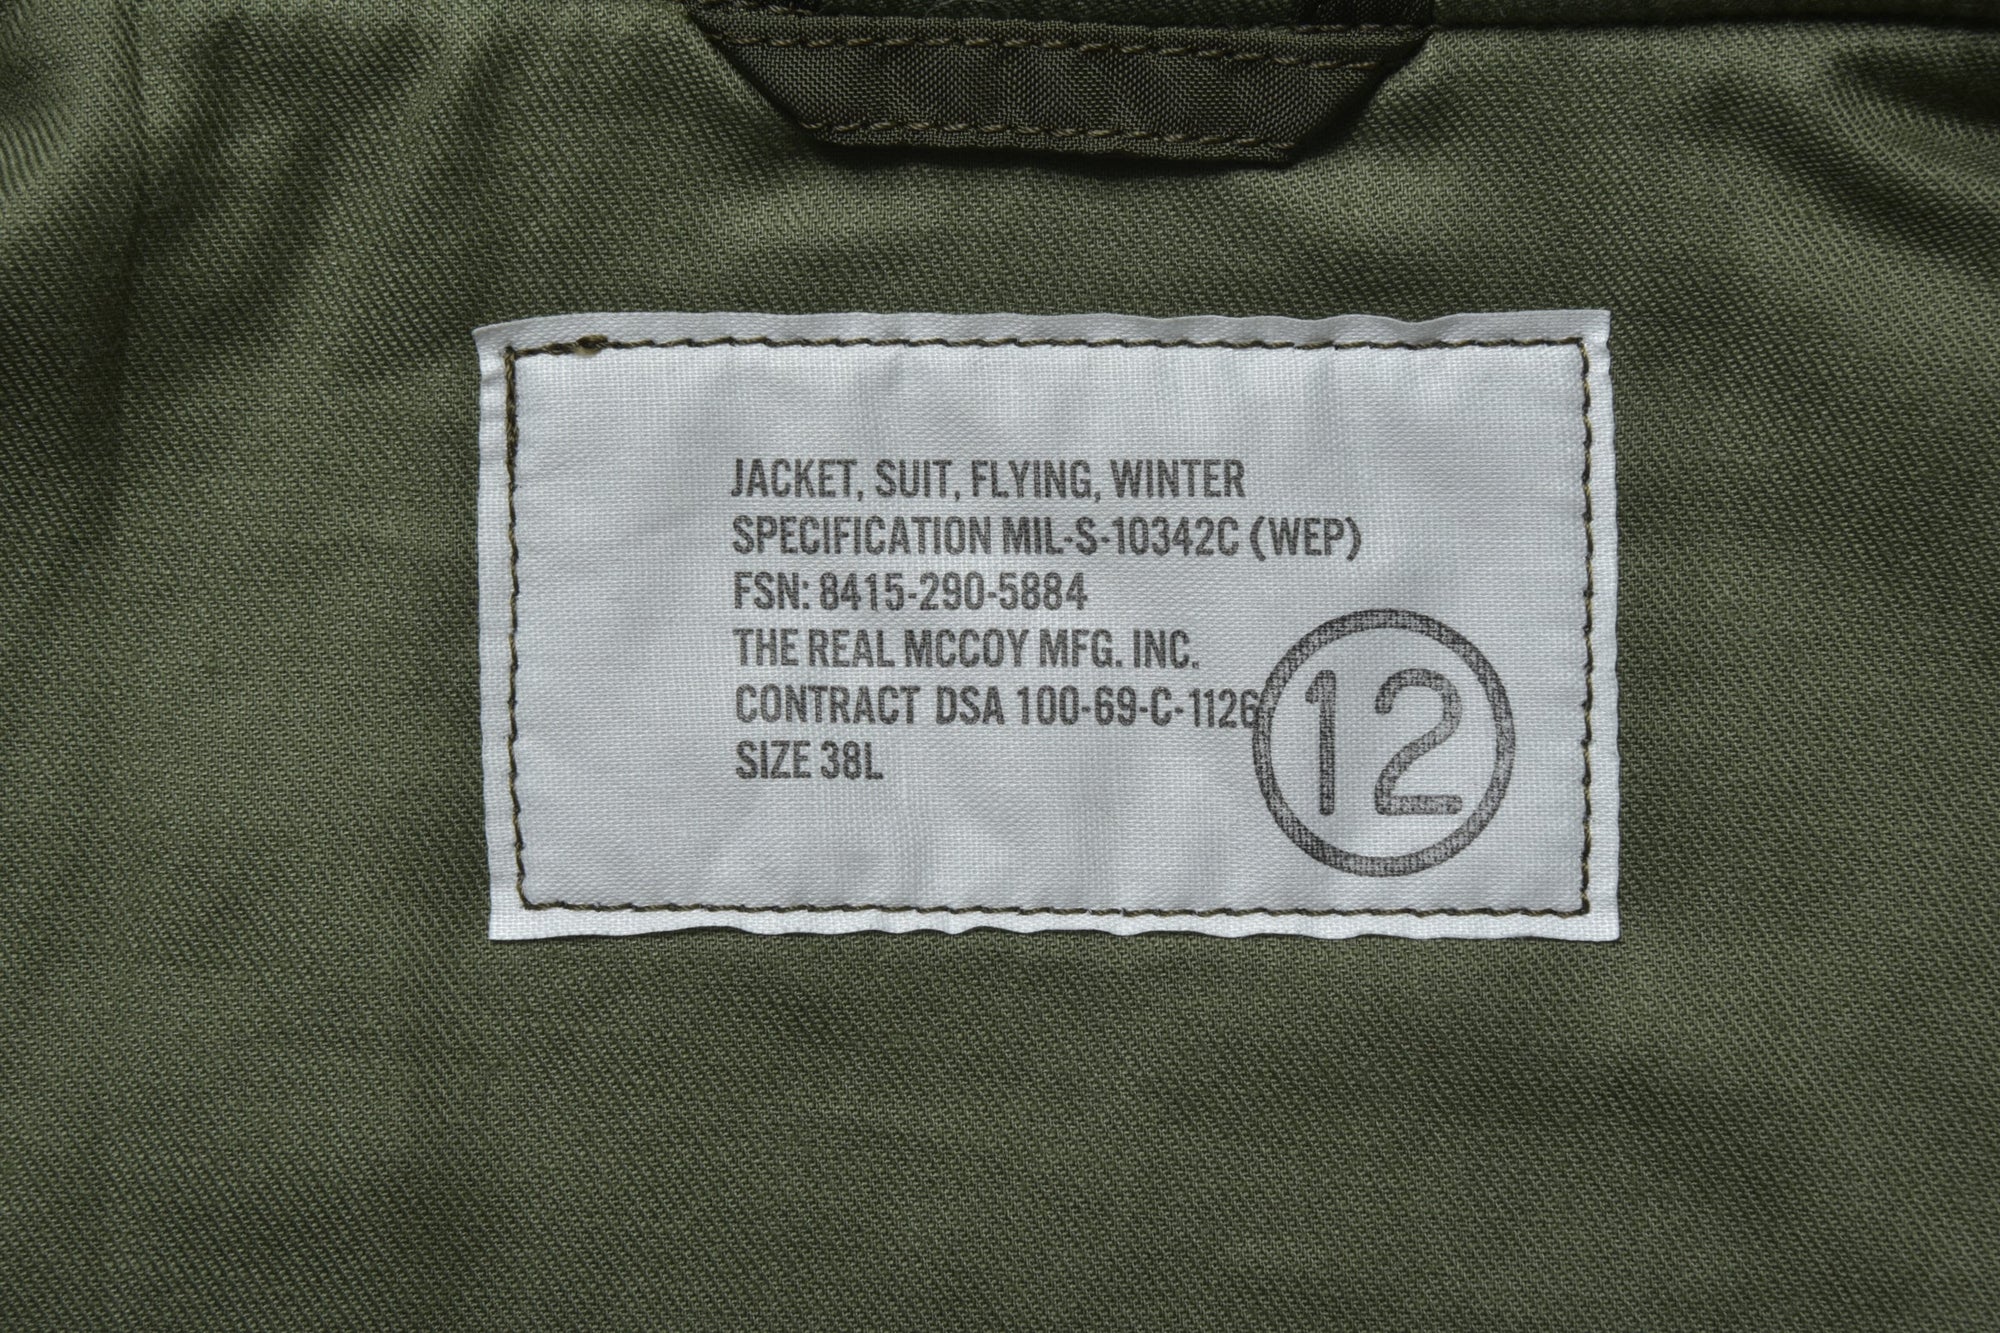 JACKET, SUIT, FLYING, WINTER
SPECIFICATION MIL-S-10342C (WEP)
FSN: 8415-290-5884
THE REAL MCCOY MFG. INC.
CONTRACT DSA 100-69-C-1126
SIZE 38L
12